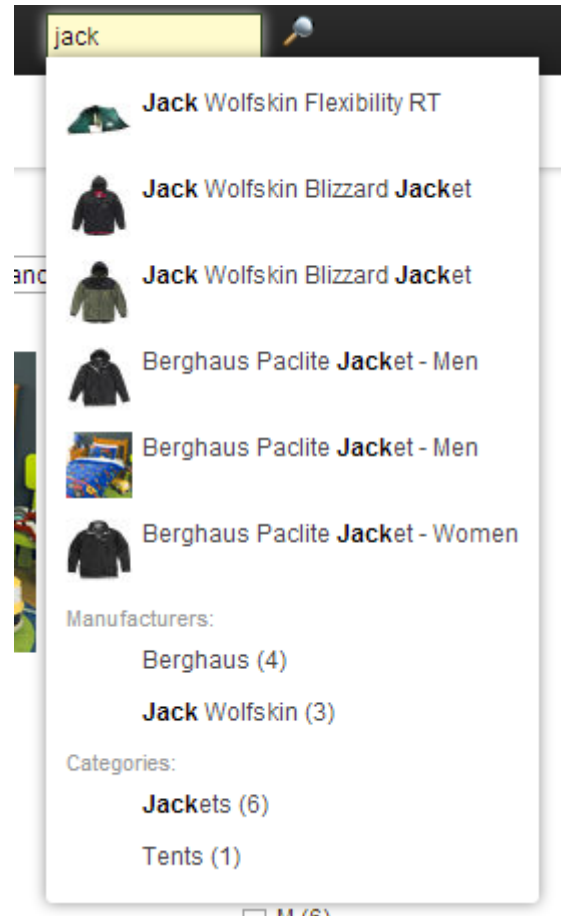 jack
Jack Wolfskin Flexibility RT
Jack Wolfskin Blizzard Jacket
Jack Wolfskin Blizzard Jacket
Berghaus Paclite Jacket - Men
Berghaus Paclite Jacket - Men
Berghaus Paclite Jacket - Women
Manufacturers:
Berghaus (4)
Jack Wolfskin (3)
Categories:
Jackets (6)
Tents (1)
M (6)